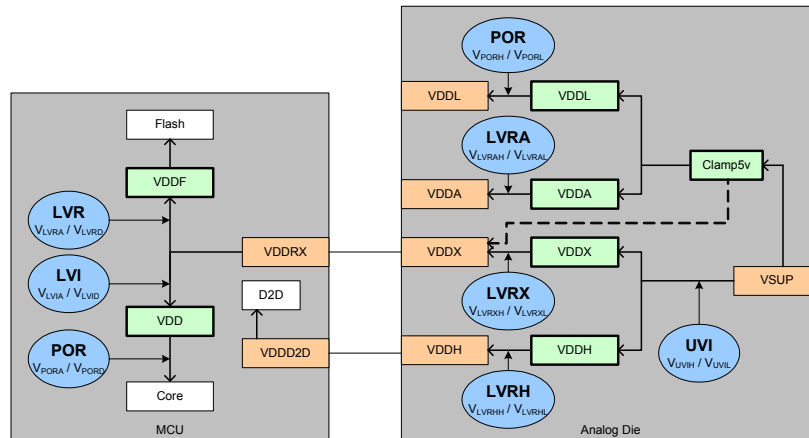 POR
VPORH / VPORL
VDDL
VDDL
LVRA
VLVRAH / VLVRAL
Clamp5v
VDDA
VDDA
VDDX
VDDX
LVRX
VLVRXH / VLVRXL
VSUP
VDDH
VDDH
UVI
VUVIH / VUVIL
LVRH
VLVRHH / VLVRHL
Analog Die
Flash
VDDF
LVR
VLVRA / VLVRD
VDDRX
LVI
VLVIA / VLVID
D2D
VDD
POR
VPORA / VPORD
VDDD2D
Core
MCU